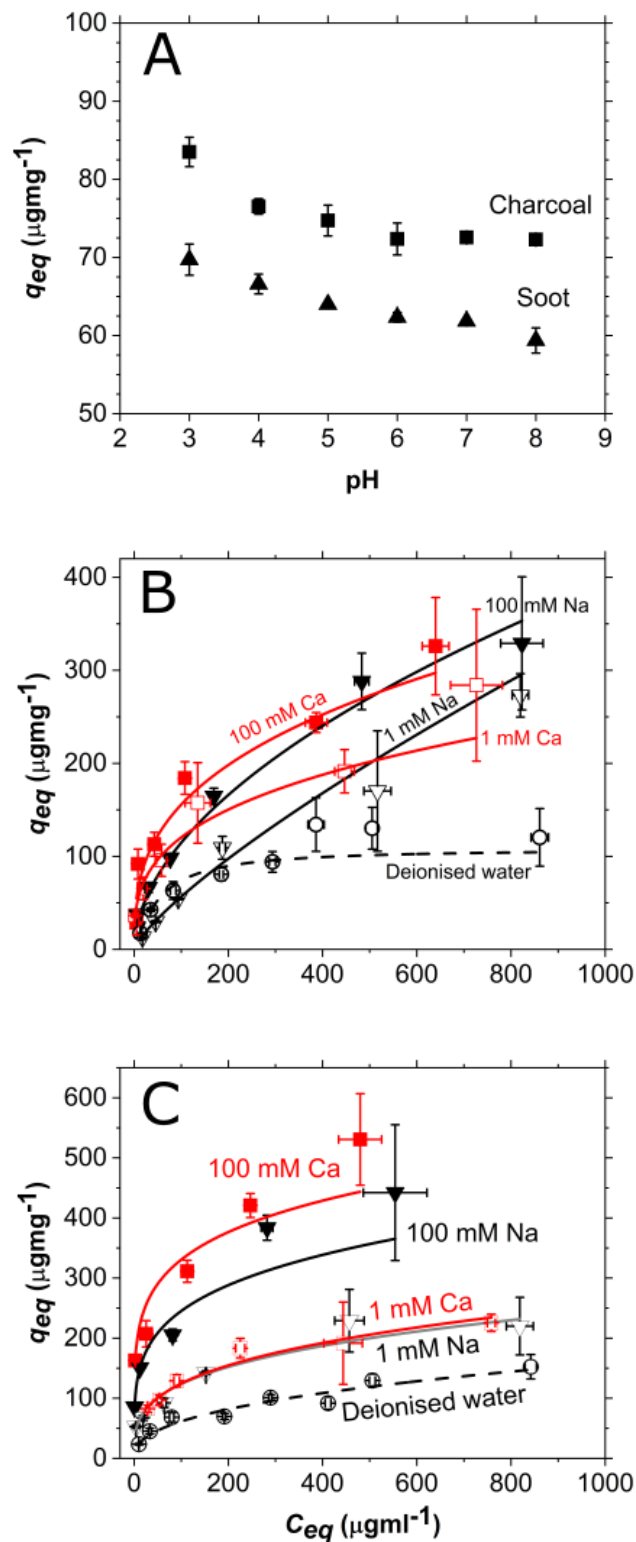 A
100
90
80
70
60
50
q_eq (µgmg⁻¹)
Charcoal
Soot
2 3 4 5 6 7 8 9
pH
B
400
300
200
100
0
q_eq (µgmg⁻¹)
100 mM Na
100 mM Ca
1 mM Na
1 mM Ca
Deionised water
0 200 400 600 800 1000
C
600
500
400
300
200
100
0
q_eq (µgmg⁻¹)
100 mM Ca
100 mM Na
1 mM Ca
1 mM Na
Deionised water
0 200 400 600 800 1000
C_eq (µgml⁻¹)